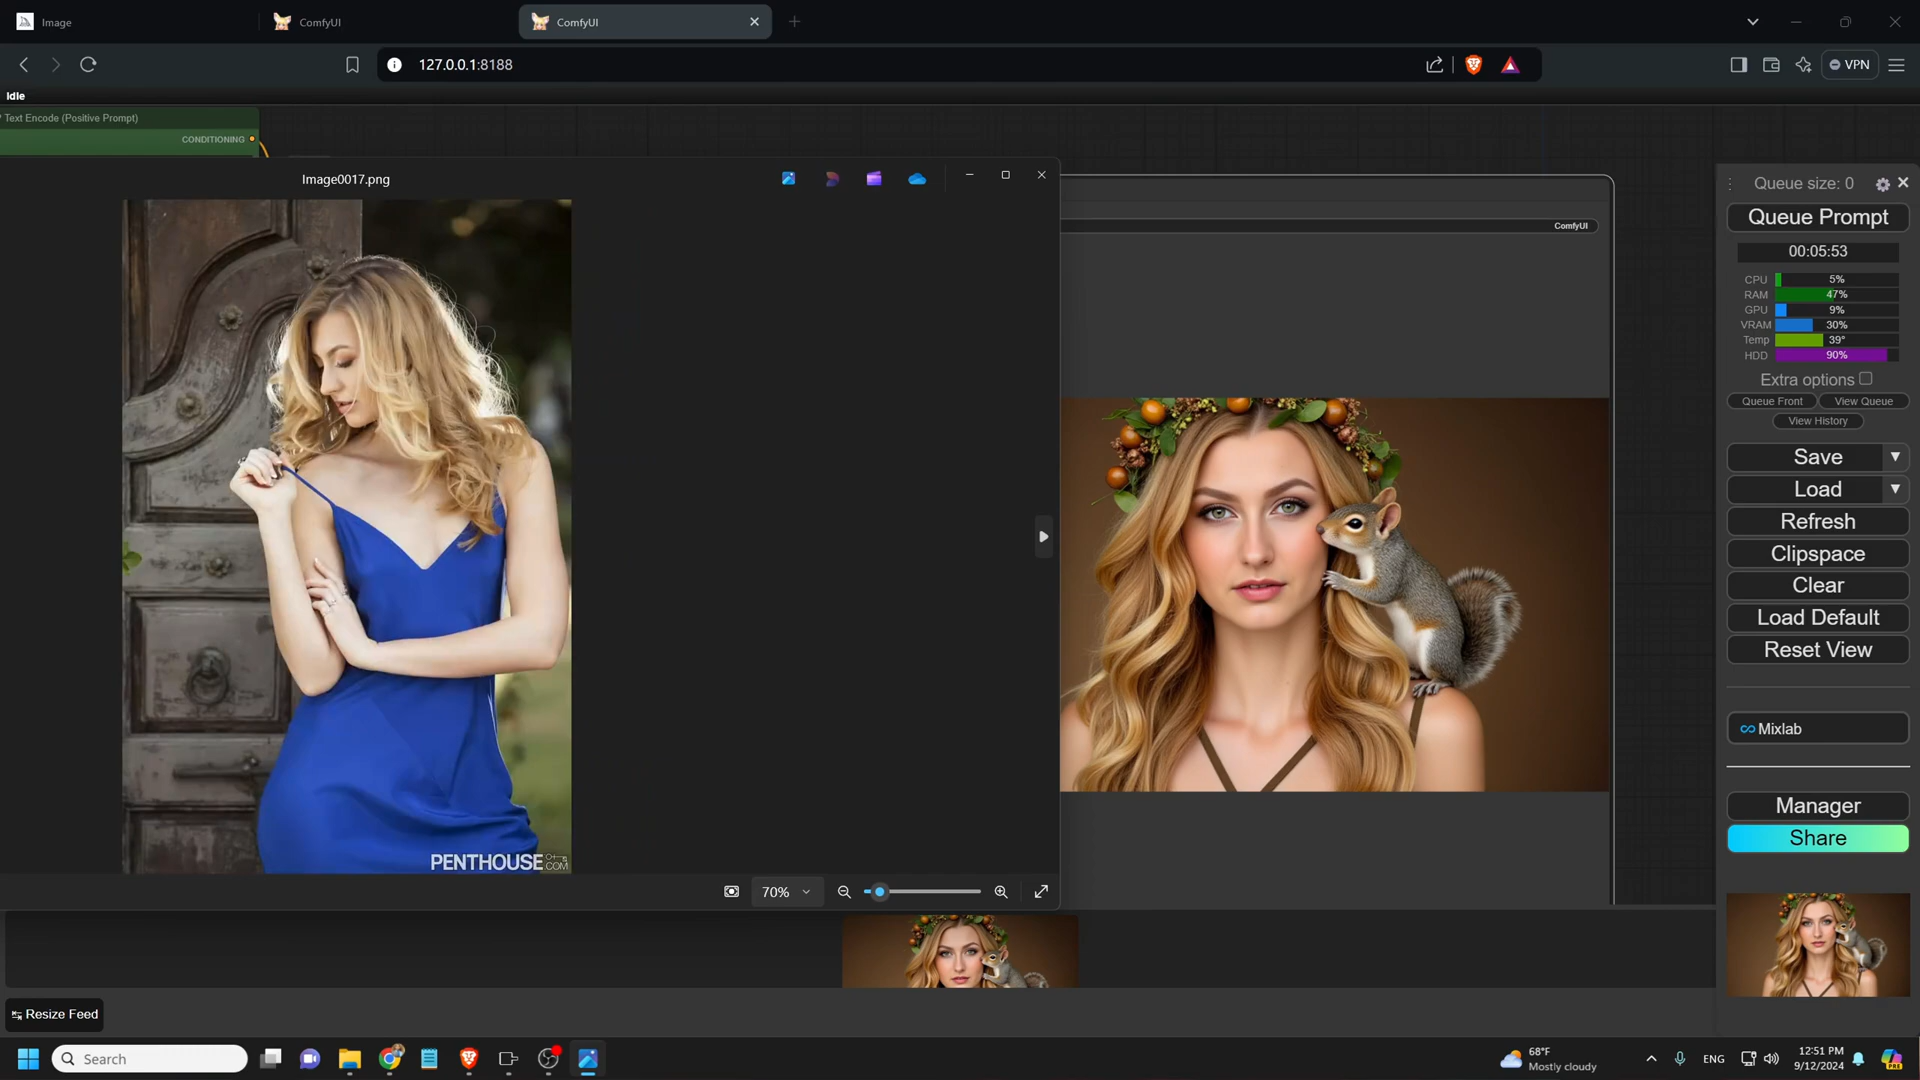 Image
ComfyUI
ComfyUI
127.0.0.1:8188
VPN
Idle
Text Encode (Positive Prompt)
CONDITIONING
Image0017.png
ComfyUI
PENTHOUSE
.COM
70%
Queue size: 0
Queue Prompt
00:05:53
CPU 5%
RAM 47%
GPU 9%
VRAM 30%
Temp 39°
HDD 90%
Extra options
Queue Front
View Queue
View History
Save
Load
Refresh
Clipspace
Clear
Load Default
Reset View
Mixlab
Manager
Share
Resize Feed
Search
68°F
Mostly cloudy
ENG
12:51 PM
9/12/2024
PRE